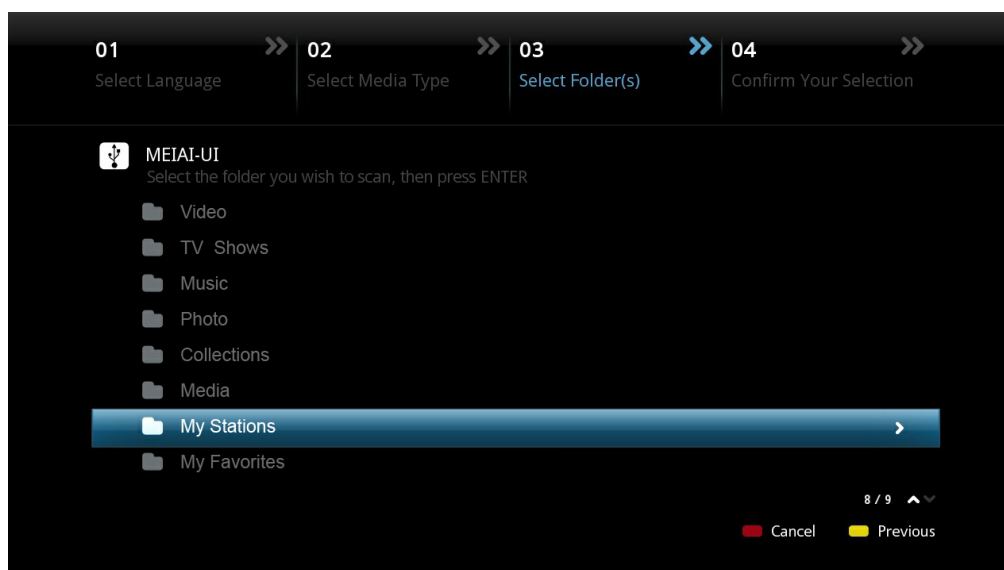 01
Select Language
02
Select Media Type
03
Select Folder(s)
04
Confirm Your Selection
MEIAI-UI
Select the folder you wish to scan, then press ENTER
Video
TV Shows
Music
Photo
Collections
Media
My Stations
My Favorites
8 / 9
Cancel Previous